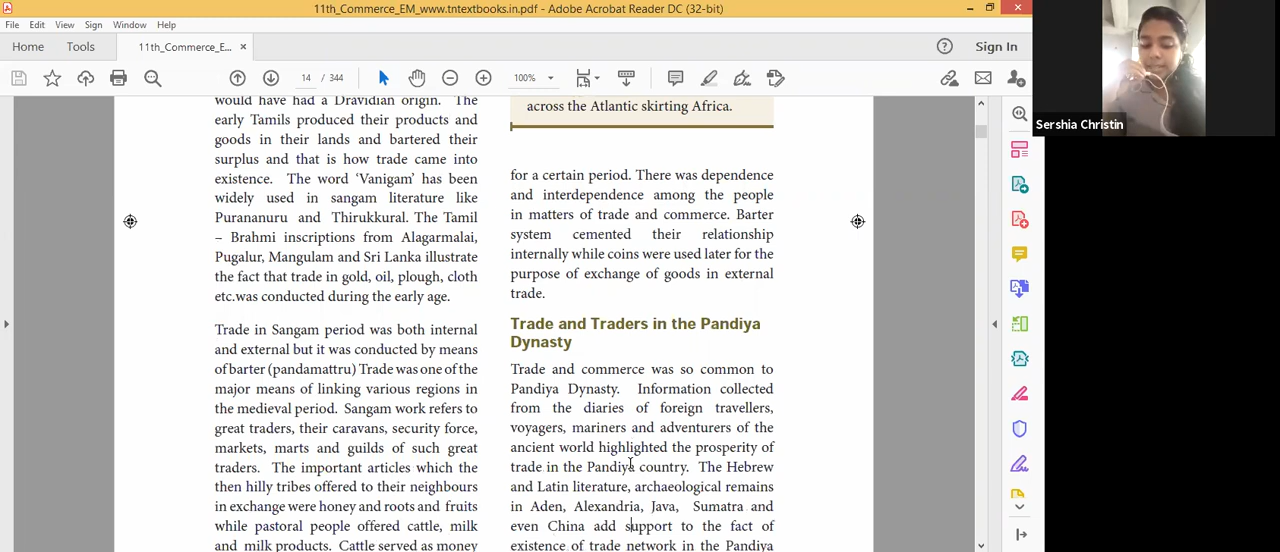 11th_Commerce_EM_www.tntextbooks.in.pdf - Adobe Acrobat Reader DC (32-bit)
File Edit View Sign Window Help
Home Tools 11th_Commerce_E... × Sign In
14 / 344 100%
would have had a Dravidian origin. The
early Tamils produced their products and
goods in their lands and bartered their
surplus and that is how trade came into
existence. The word ‘Vanigam’ has been
widely used in sangam literature like
Purananuru and Thirukkural. The Tamil
– Brahmi inscriptions from Alagarmalai,
Pugalur, Mangulam and Sri Lanka illustrate
the fact that trade in gold, oil, plough, cloth
etc.was conducted during the early age.
Trade in Sangam period was both internal
and external but it was conducted by means
of barter (pandamattru) Trade was one of the
major means of linking various regions in
the medieval period. Sangam work refers to
great traders, their caravans, security force,
markets, marts and guilds of such great
traders. The important articles which the
then hilly tribes offered to their neighbours
in exchange were honey and roots and fruits
while pastoral people offered cattle, milk
and milk products. Cattle served as money
across the Atlantic skirting Africa.
for a certain period. There was dependence
and interdependence among the people
in matters of trade and commerce. Barter
system cemented their relationship
internally while coins were used later for the
purpose of exchange of goods in external
trade.
Trade and Traders in the Pandiya
Dynasty
Trade and commerce was so common to
Pandiya Dynasty. Information collected
from the diaries of foreign travellers,
voyagers, mariners and adventurers of the
ancient world highlighted the prosperity of
trade in the Pandiya country. The Hebrew
and Latin literature, archaeological remains
in Aden, Alexandria, Java, Sumatra and
even China add support to the fact of
existence of trade network in the Pandiya
Sershia Christin